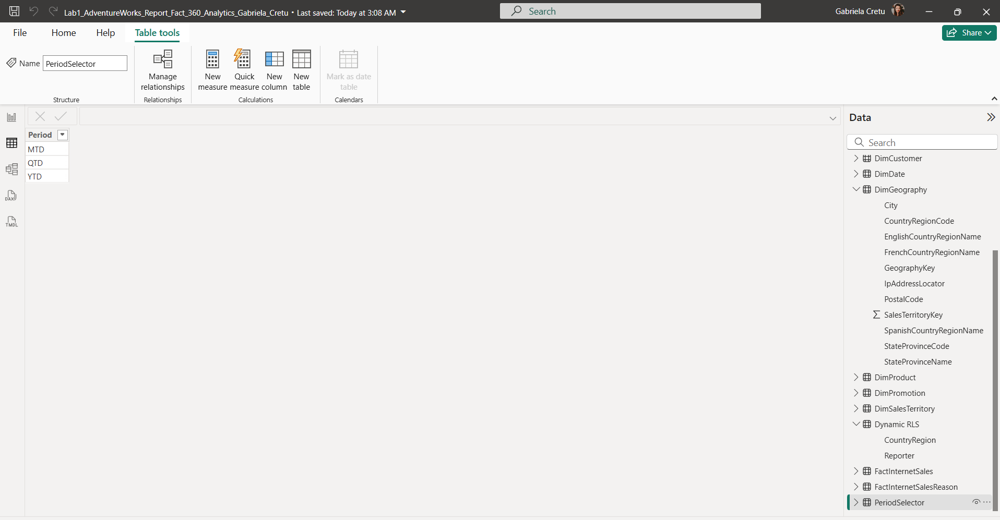 Lab1_AdventureWorks_Report_Fact_360_Analytics_Gabriela_Cretu • Last saved: Today at 3:08 AM
Search
Gabriela Cretu
File
Home
Help
Table tools
Share
Name
PeriodSelector
Manage
relationships
New
measure
Quick
measure
New
column
New
table
Mark as date
table
Structure
Relationships
Calculations
Calendars
Period
MTD
QTD
YTD
DAX
TMDL
Data
Search
DimCustomer
DimDate
DimGeography
City
CountryRegionCode
EnglishCountryRegionName
FrenchCountryRegionName
GeographyKey
IpAddressLocator
PostalCode
SalesTerritoryKey
SpanishCountryRegionName
StateProvinceCode
StateProvinceName
DimProduct
DimPromotion
DimSalesTerritory
Dynamic RLS
CountryRegion
Reporter
FactInternetSales
FactInternetSalesReason
PeriodSelector